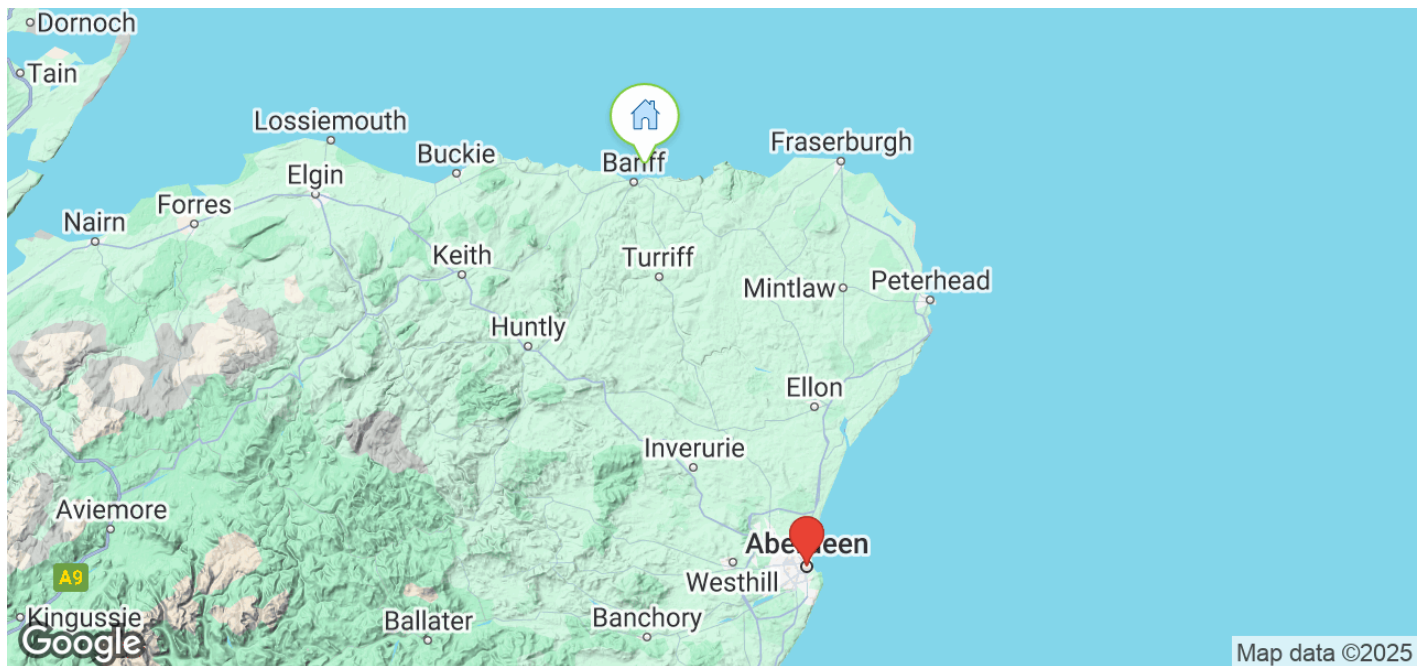 Dornoch
Tain
Lossiemouth
Fraserburgh
Buckie
Banff
Elgin
Forres
Nairn
Keith
Turriff
Mintlaw
Peterhead
Huntly
Ellon
Inverurie
Aviemore
Aberdeen
A9
Westhill
Kingussie
Ballater
Banchory
Google
Map data ©2025